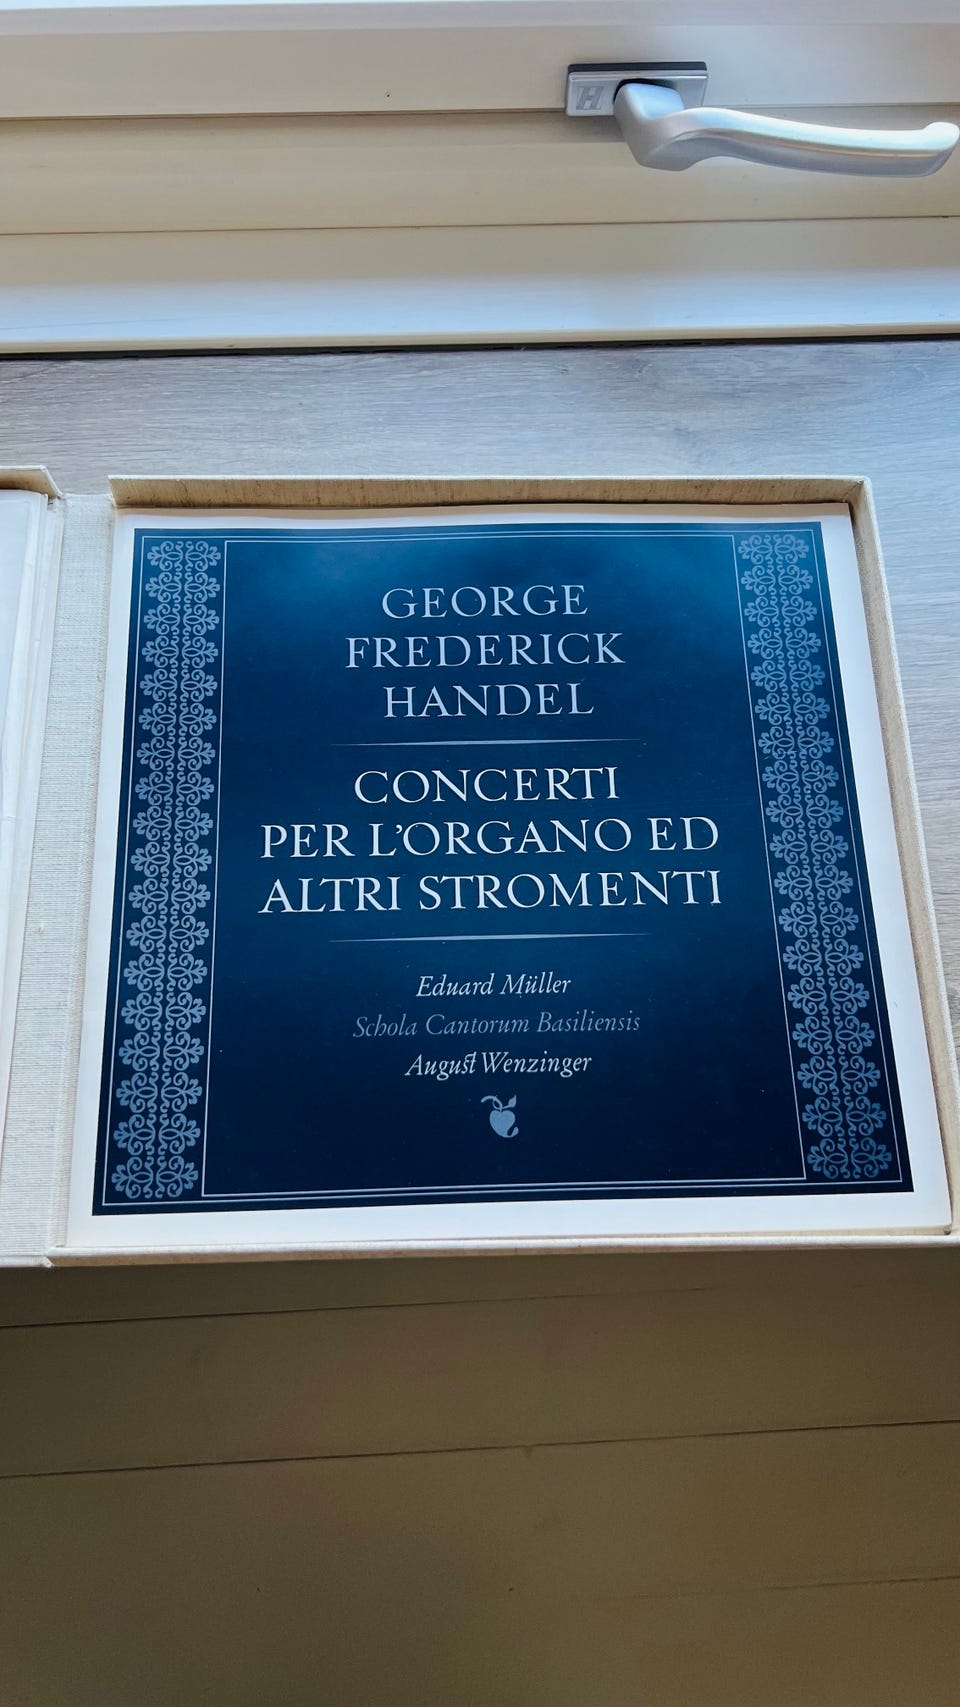 H
GEORGE
FREDERICK
HANDEL
CONCERTI
PER L’ORGANO ED
ALTRI STROMENTI
Eduard Müller
Schola Cantorum Basiliensis
August Wenzinger